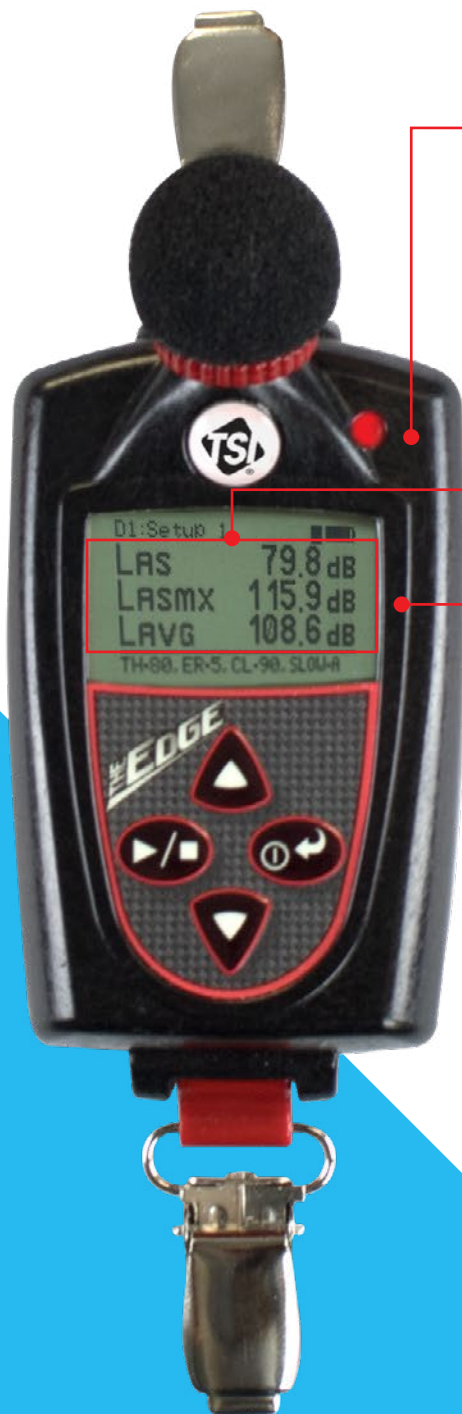 TSI
®
D1:Setup 1
LAS 79.8 dB
LASMX 115.9 dB
LAVG 108.6 dB
TH-80. ER-5. CL-90. SLOW-A
THE EDGE